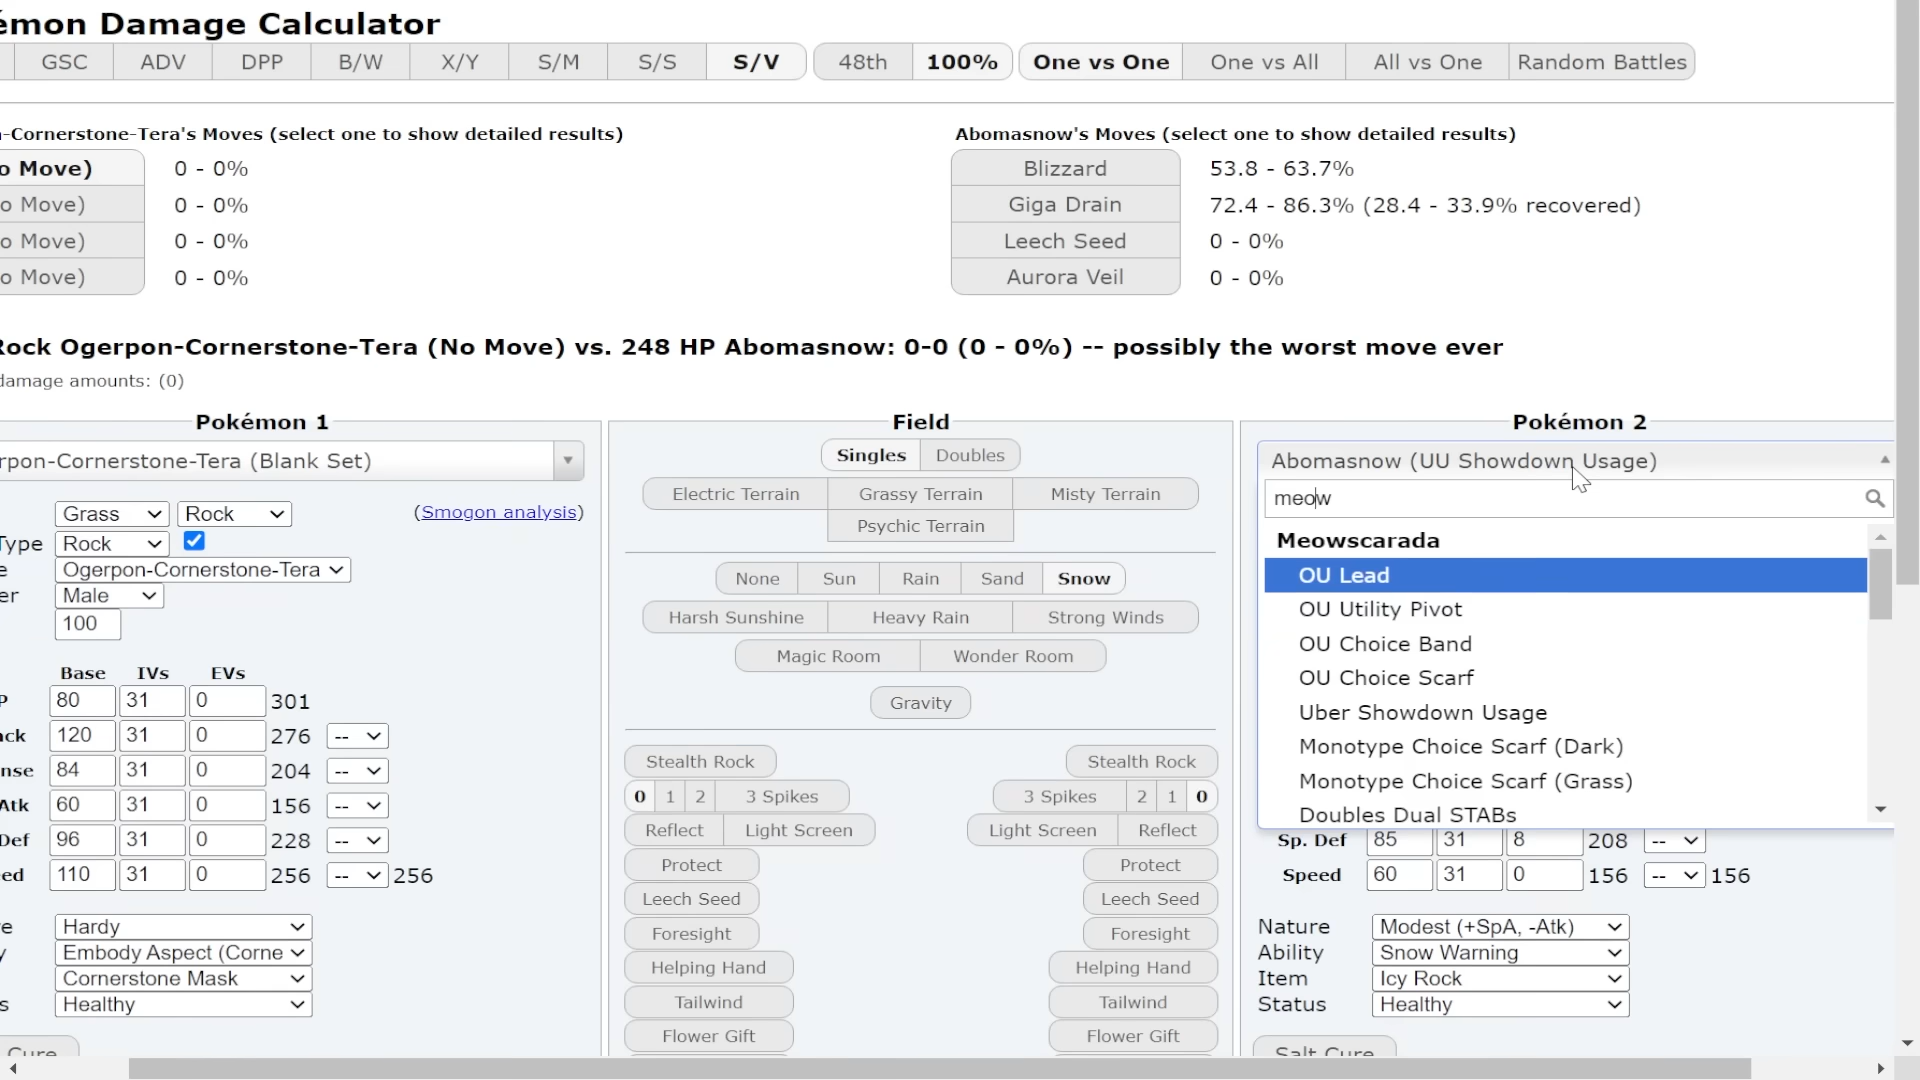 émon Damage Calculator
GSC ADV DPP B/W X/Y S/M S/S S/V 48th 100% One vs One One vs All All vs One Random Battles
-Cornerstone-Tera's Moves (select one to show detailed results)
o Move) 0 - 0%
o Move) 0 - 0%
o Move) 0 - 0%
o Move) 0 - 0%
Abomasnow's Moves (select one to show detailed results)
Blizzard 53.8 - 63.7%
Giga Drain 72.4 - 86.3% (28.4 - 33.9% recovered)
Leech Seed 0 - 0%
Aurora Veil 0 - 0%
Rock Ogerpon-Cornerstone-Tera (No Move) vs. 248 HP Abomasnow: 0-0 (0 - 0%) -- possibly the worst move ever
damage amounts: (0)
Pokémon 1
rpon-Cornerstone-Tera (Blank Set)
Grass Rock (Smogon analysis)
Type Rock
e Ogerpon-Cornerstone-Tera
er Male
100
Base IVs EVs
P 80 31 0 301
ck 120 31 0 276 --
nse 84 31 0 204 --
Atk 60 31 0 156 --
Def 96 31 0 228 --
ed 110 31 0 256 -- 256
e Hardy
y Embody Aspect (Corne
Cornerstone Mask
s Healthy
Cure
Field
Singles Doubles
Electric Terrain Grassy Terrain Misty Terrain
Psychic Terrain
None Sun Rain Sand Snow
Harsh Sunshine Heavy Rain Strong Winds
Magic Room Wonder Room
Gravity
Stealth Rock Stealth Rock
0 1 2 3 Spikes 3 Spikes 2 1 0
Reflect Light Screen Light Screen Reflect
Protect Protect
Leech Seed Leech Seed
Foresight Foresight
Helping Hand Helping Hand
Tailwind Tailwind
Flower Gift Flower Gift
Pokémon 2
Abomasnow (UU Showdown Usage)
meow
Meowscarada
OU Lead
OU Utility Pivot
OU Choice Band
OU Choice Scarf
Uber Showdown Usage
Monotype Choice Scarf (Dark)
Monotype Choice Scarf (Grass)
Doubles Dual STABs
Sp. Def 85 31 8 208 --
Speed 60 31 0 156 -- 156
Nature Modest (+SpA, -Atk)
Ability Snow Warning
Item Icy Rock
Status Healthy
Salt Cure